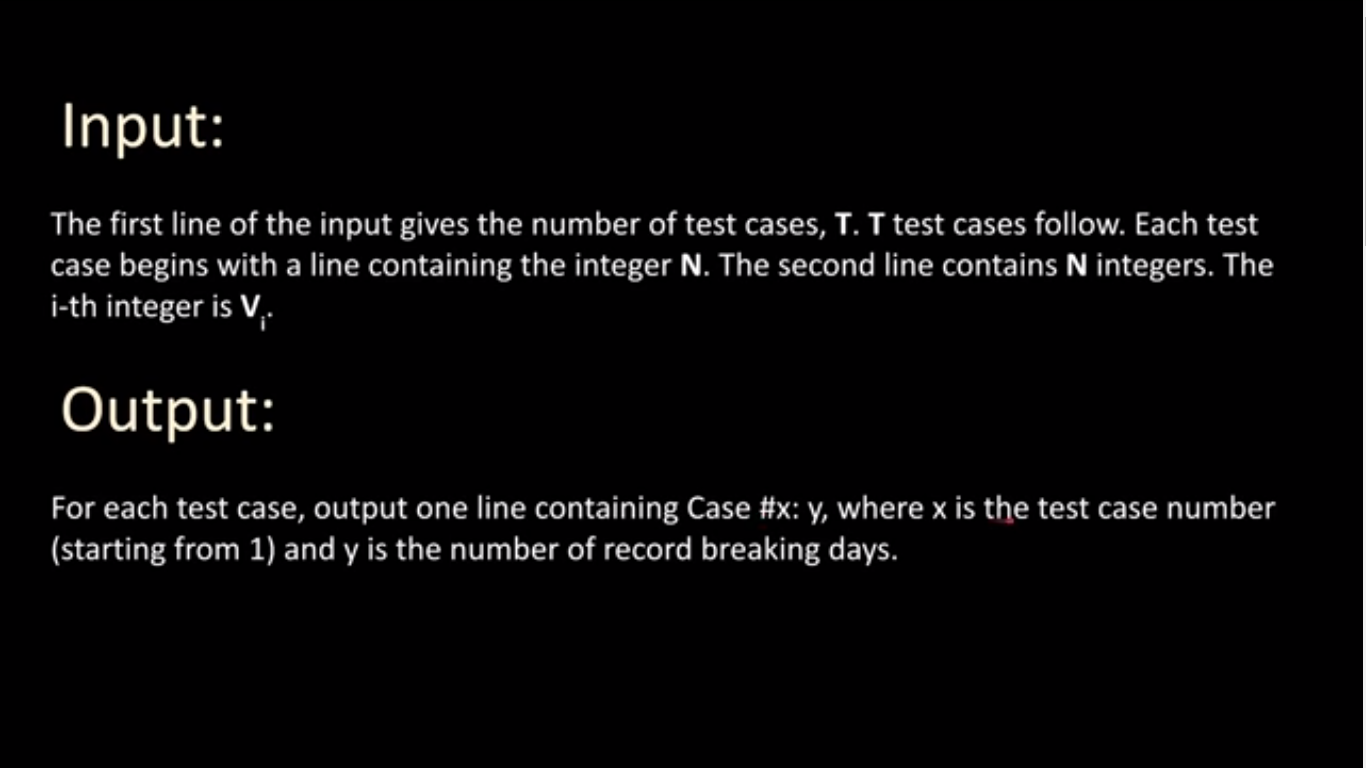 Input:
The first line of the input gives the number of test cases, T. T test cases follow. Each test
case begins with a line containing the integer N. The second line contains N integers. The
i-th integer is Vi.
Output:
For each test case, output one line containing Case #x: y, where x is the test case number
(starting from 1) and y is the number of record breaking days.